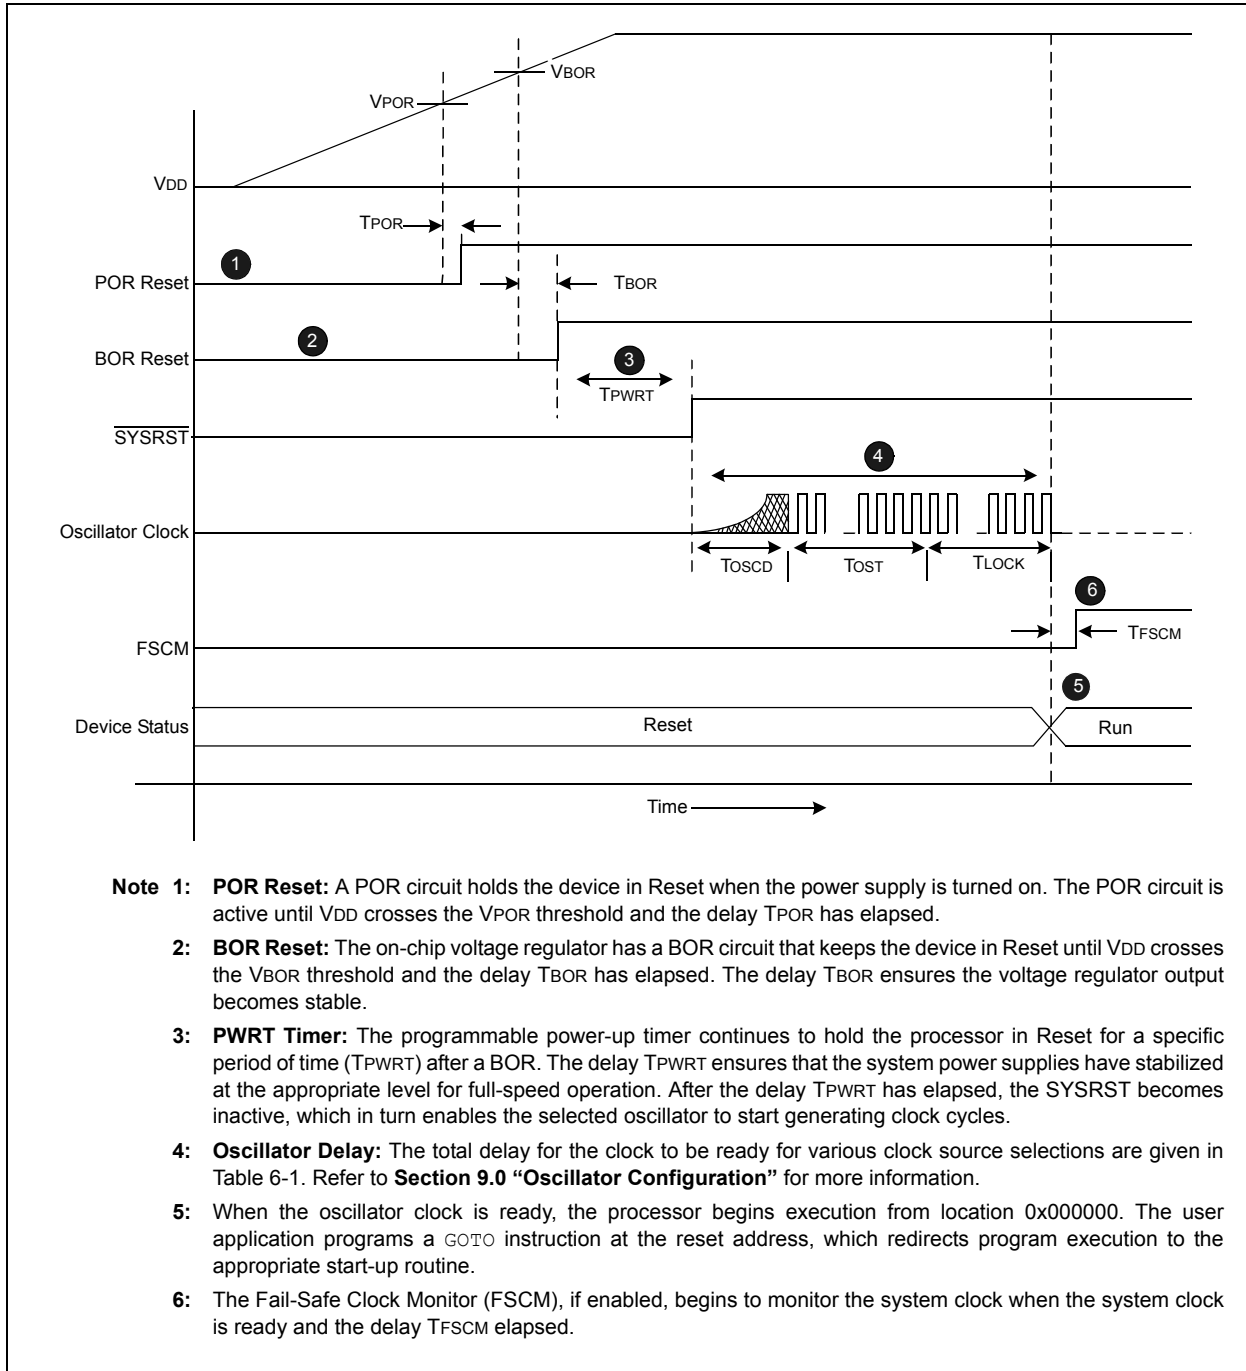 VBOR
VPOR
VDD
TPOR
1
POR Reset
TBOR
2
BOR Reset
3
TPWRT
SYSRST
4
Oscillator Clock
TOSCD
TOST
TLOCK
6
TFSCM
FSCM
5
Device Status
Reset
Run
Time
Note 1: POR Reset: A POR circuit holds the device in Reset when the power supply is turned on. The POR circuit is
active until VDD crosses the VPOR threshold and the delay TPOR has elapsed.
2: BOR Reset: The on-chip voltage regulator has a BOR circuit that keeps the device in Reset until VDD crosses
the VBOR threshold and the delay TBOR has elapsed. The delay TBOR ensures the voltage regulator output
becomes stable.
3: PWRT Timer: The programmable power-up timer continues to hold the processor in Reset for a specific
period of time (TPWRT) after a BOR. The delay TPWRT ensures that the system power supplies have stabilized
at the appropriate level for full-speed operation. After the delay TPWRT has elapsed, the SYSRST becomes
inactive, which in turn enables the selected oscillator to start generating clock cycles.
4: Oscillator Delay: The total delay for the clock to be ready for various clock source selections are given in
Table 6-1. Refer to Section 9.0 “Oscillator Configuration” for more information.
5: When the oscillator clock is ready, the processor begins execution from location 0x000000. The user
application programs a GOTO instruction at the reset address, which redirects program execution to the
appropriate start-up routine.
6: The Fail-Safe Clock Monitor (FSCM), if enabled, begins to monitor the system clock when the system clock
is ready and the delay TFSCM elapsed.